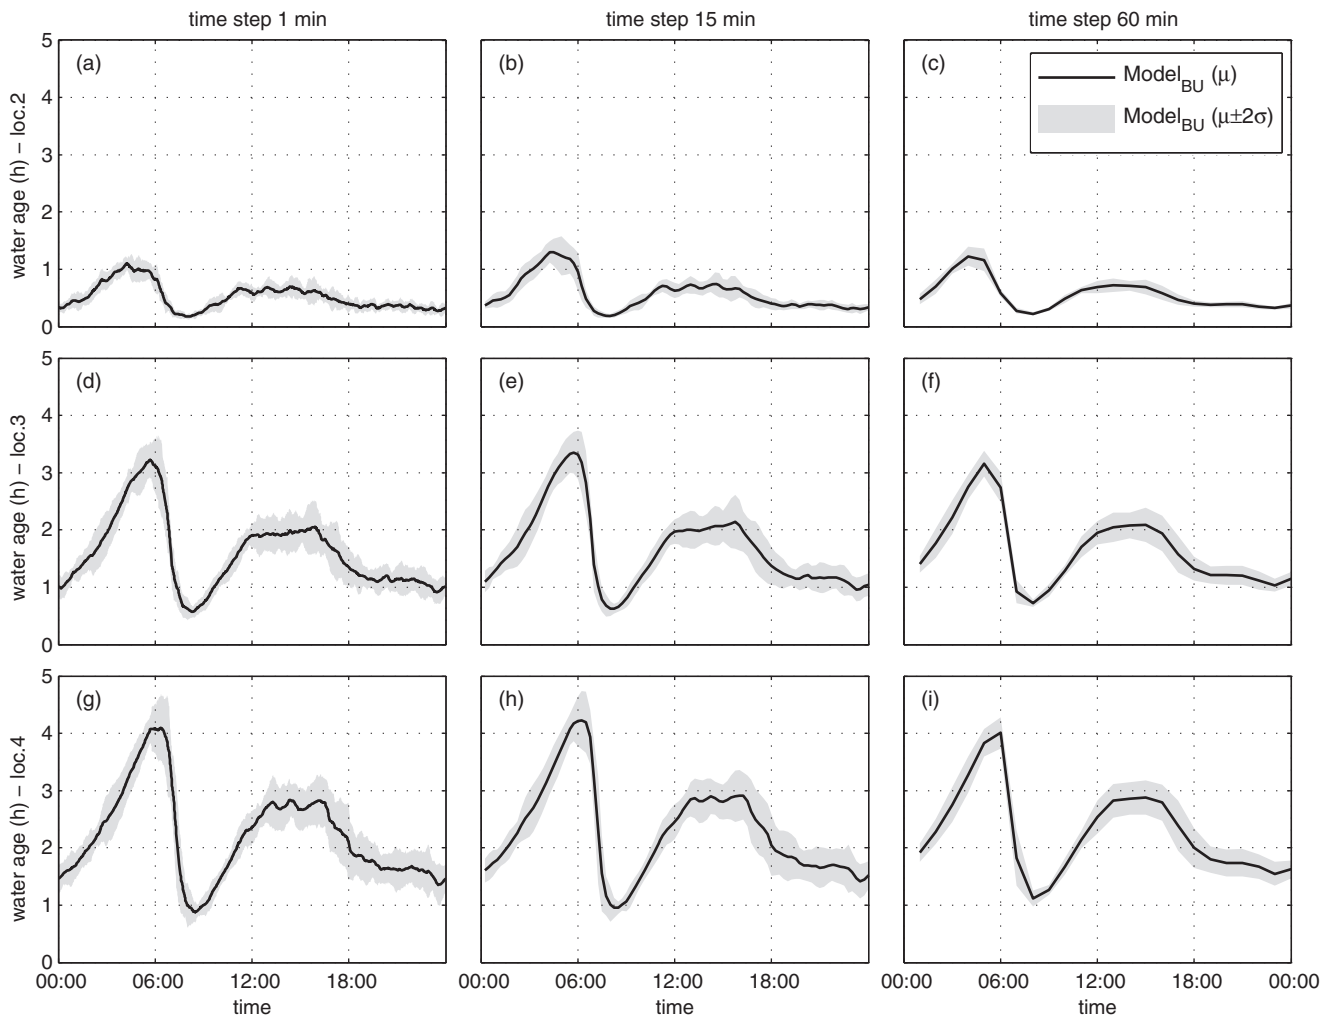 time step 1 min
time step 15 min
time step 60 min
water age (h) – loc.2
5
4
3
2
1
0
(a)
(b)
(c)
Model_BU (μ)
Model_BU (μ±2σ)
water age (h) – loc.3
5
4
3
2
1
0
(d)
(e)
(f)
water age (h) – loc.4
5
4
3
2
1
0
(g)
(h)
(i)
00:00 06:00 12:00 18:00
00:00 06:00 12:00 18:00
00:00 06:00 12:00 18:00 00:00
time
time
time